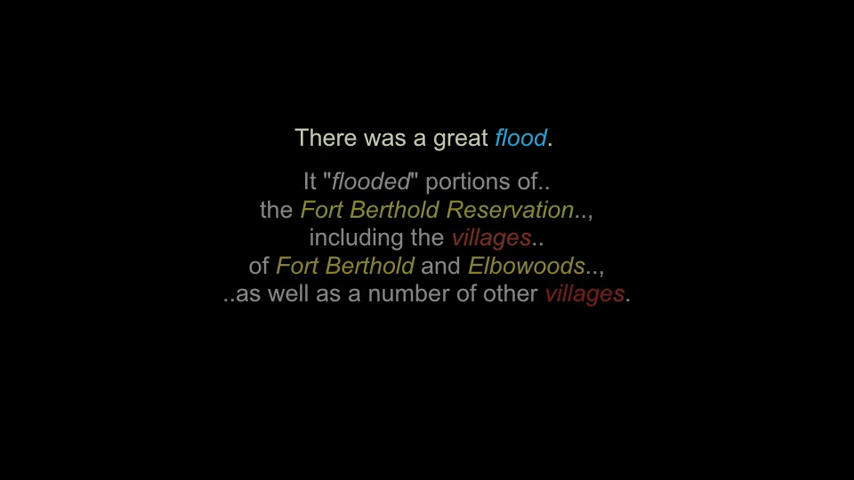 There was a great flood.
It "flooded" portions of..
the Fort Berthold Reservation..,
including the villages..
of Fort Berthold and Elbowoods..,
..as well as a number of other villages.